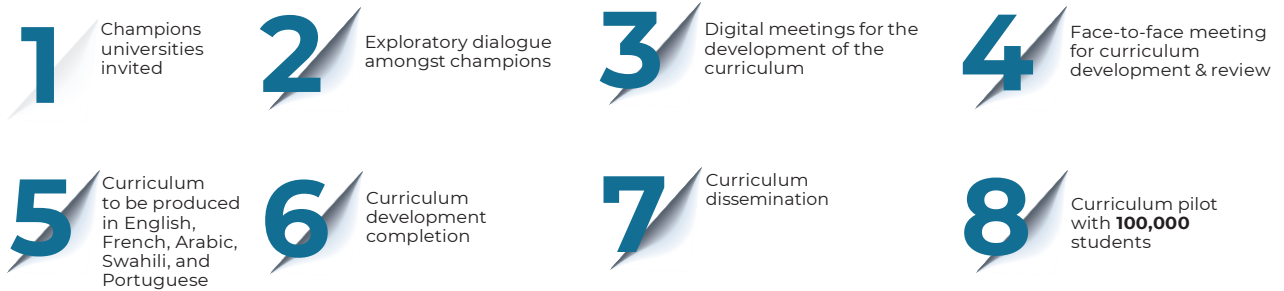 1
Champions
universities
invited
2
Exploratory dialogue
amongst champions
3
Digital meetings for the
development of the
curriculum
4
Face-to-face meeting
for curriculum
development & review
5
Curriculum
to be produced
in English,
French, Arabic,
Swahili, and
Portuguese
6
Curriculum
development
completion
7
Curriculum
dissemination
8
Curriculum pilot
with 100,000
students